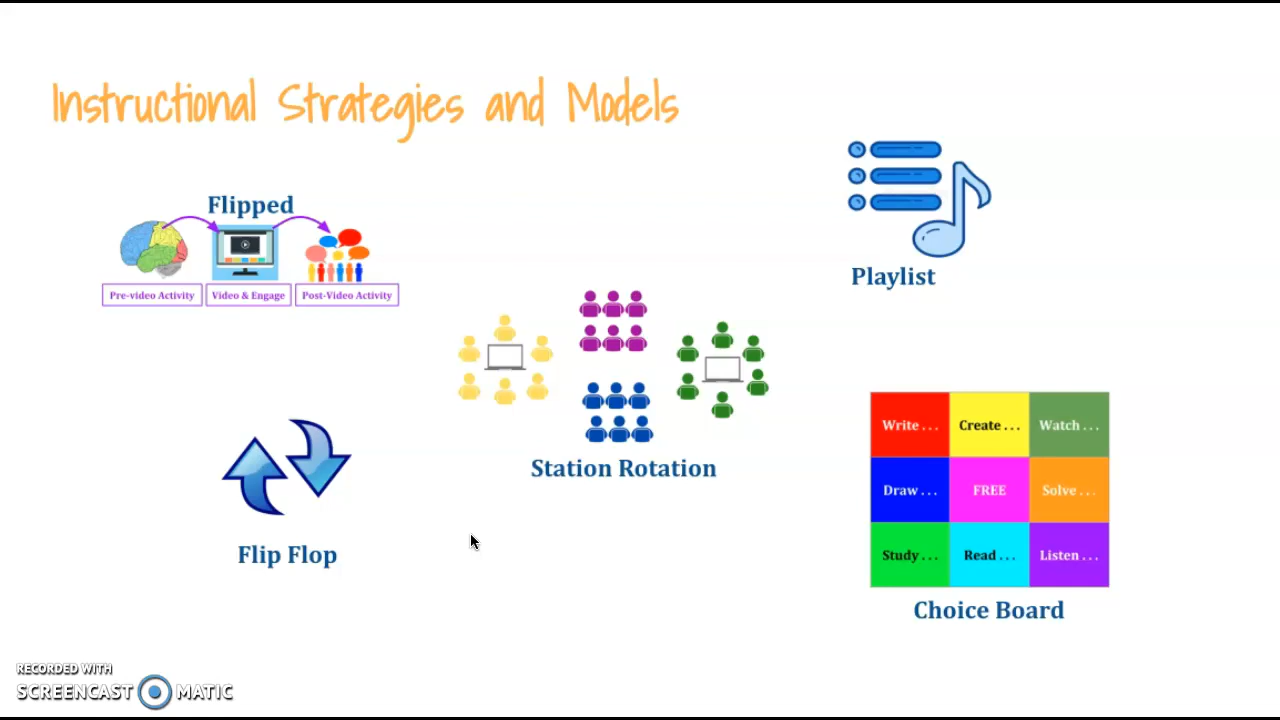 Instructional Strategies and Models
Flipped
Pre-video Activity
Video & Engage
Post-Video Activity
Playlist
Station Rotation
Flip Flop
Write . . .
Create . . .
Watch . . .
Draw . . .
FREE
Solve . . .
Study . . .
Read . . .
Listen . . .
Choice Board
RECORDED WITH
SCREENCAST MATIC